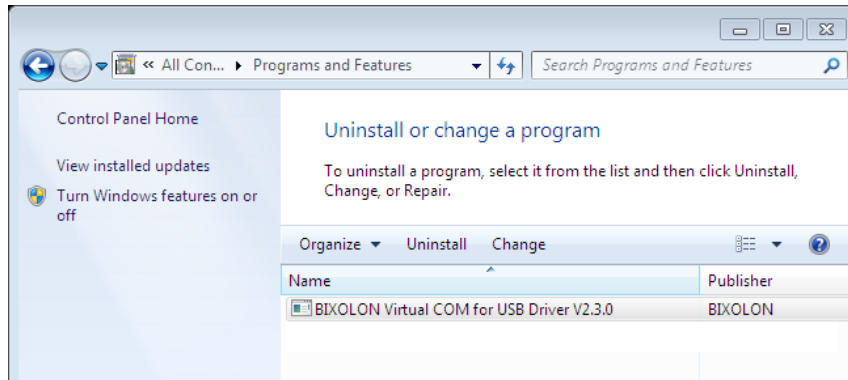 « All Con... ▸ Programs and Features
Search Programs and Features
Control Panel Home
View installed updates
Turn Windows features on or
off
Uninstall or change a program
To uninstall a program, select it from the list and then click Uninstall,
Change, or Repair.
Organize Uninstall Change
Name Publisher
BIXOLON Virtual COM for USB Driver V2.3.0 BIXOLON